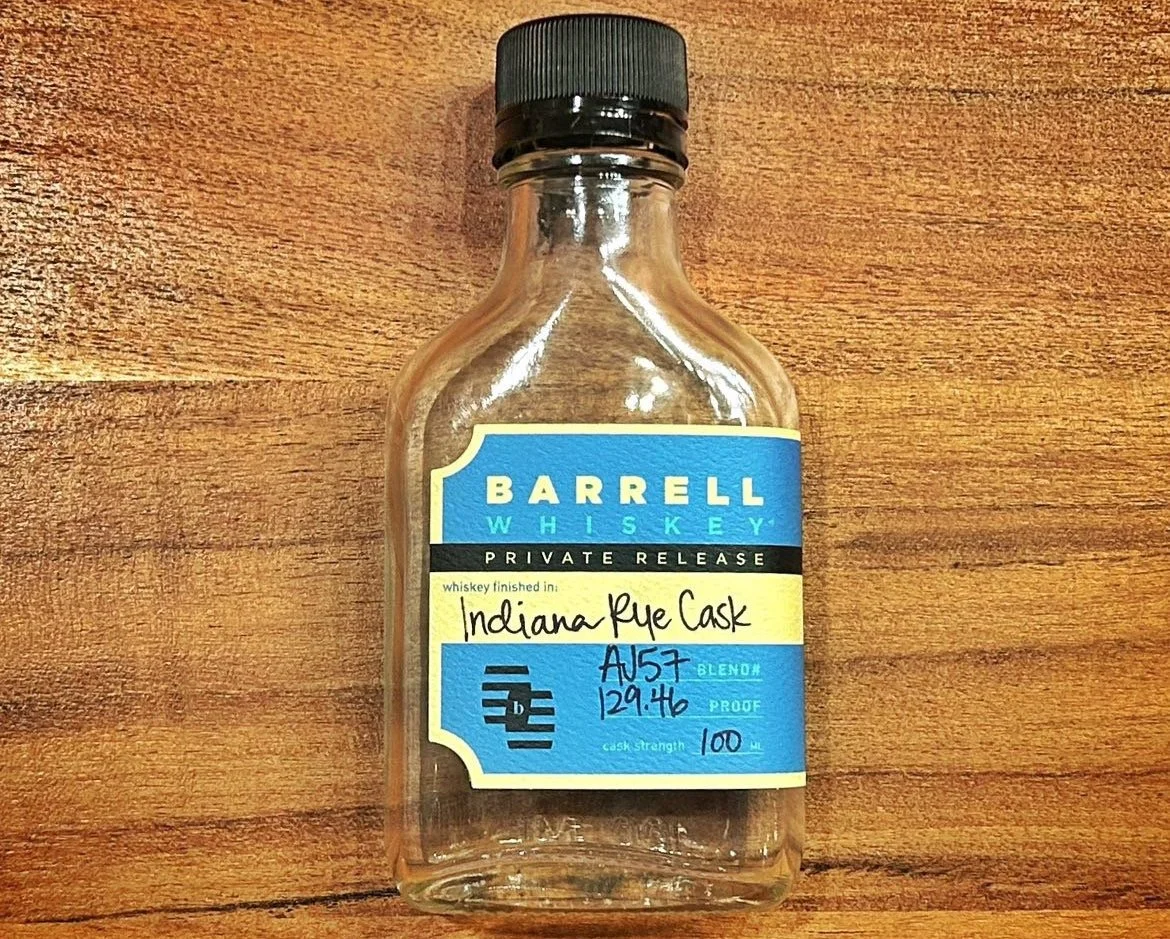 BARRELL
WHISKEY
PRIVATE RELEASE
whiskey finished in:
Indiana Rye Cask
AJ57 BLEND#
129.46 PROOF
cask strength 100 ML
b